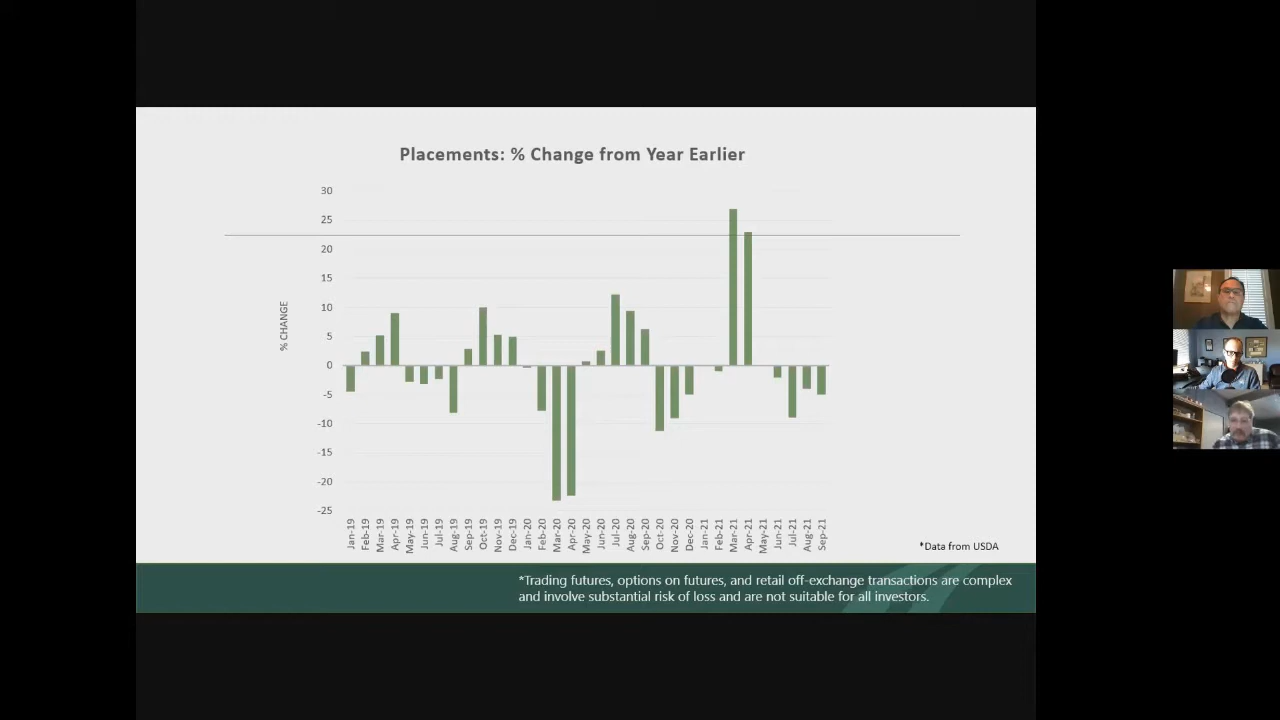 Placements: % Change from Year Earlier
30
25
20
15
10
5
0
-5
-10
-15
-20
-25
% CHANGE
Jan-19
Feb-19
Mar-19
Apr-19
May-19
Jun-19
Jul-19
Aug-19
Sep-19
Oct-19
Nov-19
Dec-19
Jan-20
Feb-20
Mar-20
Apr-20
May-20
Jun-20
Jul-20
Aug-20
Sep-20
Oct-20
Nov-20
Dec-20
Jan-21
Feb-21
Mar-21
Apr-21
May-21
Jun-21
Jul-21
Aug-21
Sep-21
*Data from USDA
*Trading futures, options on futures, and retail off-exchange transactions are complex
and involve substantial risk of loss and are not suitable for all investors.